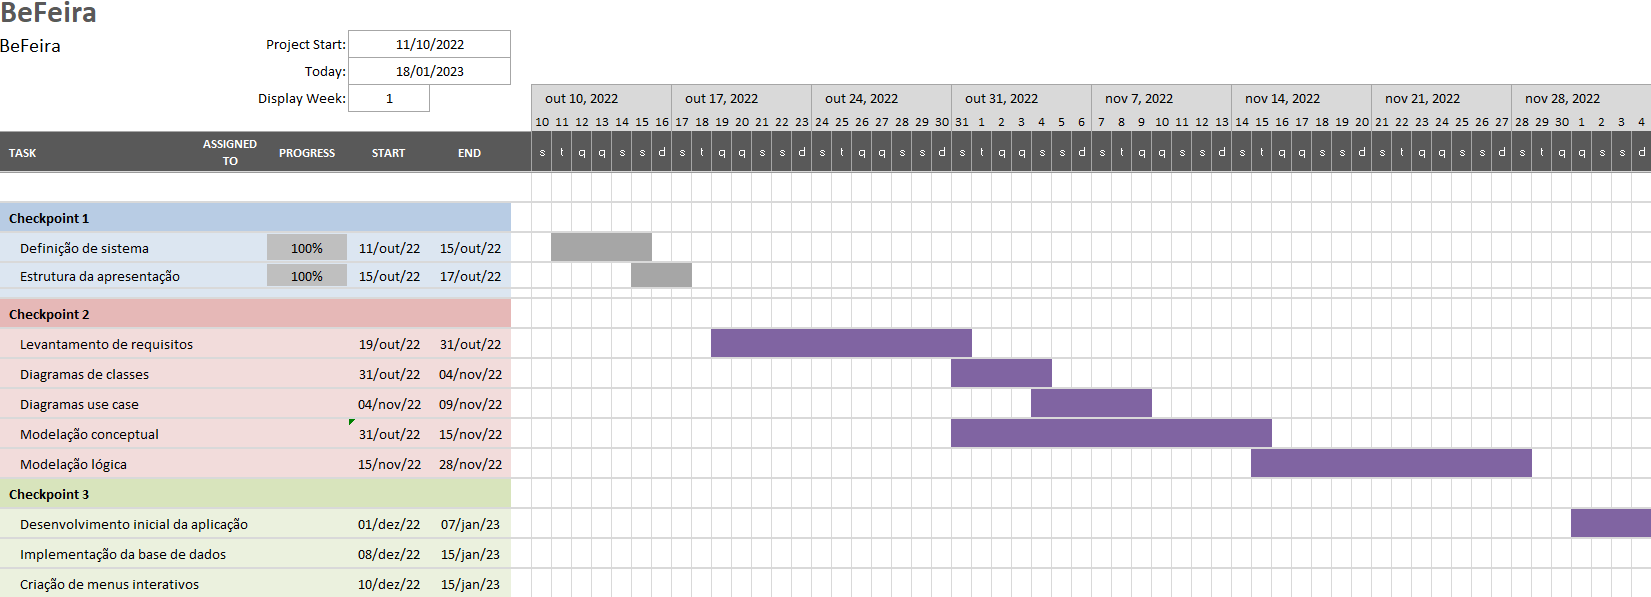 BeFeira
BeFeira
Project Start: 11/10/2022
Today: 18/01/2023
Display Week: 1
out 10, 2022 out 17, 2022 out 24, 2022 out 31, 2022 nov 7, 2022 nov 14, 2022 nov 21, 2022 nov 28, 2022
10 11 12 13 14 15 16 17 18 19 20 21 22 23 24 25 26 27 28 29 30 31 1 2 3 4 5 6 7 8 9 10 11 12 13 14 15 16 17 18 19 20 21 22 23 24 25 26 27 28 29 30 1 2 3 4
TASK ASSIGNED TO PROGRESS START END s t q q s s d s t q q s s d s t q q s s d s t q q s s d s t q q s s d s t q q s s d s t q q s s d s t q q s s d
Checkpoint 1
Definição de sistema 100% 11/out/22 15/out/22
Estrutura da apresentação 100% 15/out/22 17/out/22
Checkpoint 2
Levantamento de requisitos 19/out/22 31/out/22
Diagramas de classes 31/out/22 04/nov/22
Diagramas use case 04/nov/22 09/nov/22
Modelação conceptual 31/out/22 15/nov/22
Modelação lógica 15/nov/22 28/nov/22
Checkpoint 3
Desenvolvimento inicial da aplicação 01/dez/22 07/jan/23
Implementação da base de dados 08/dez/22 15/jan/23
Criação de menus interativos 10/dez/22 15/jan/23